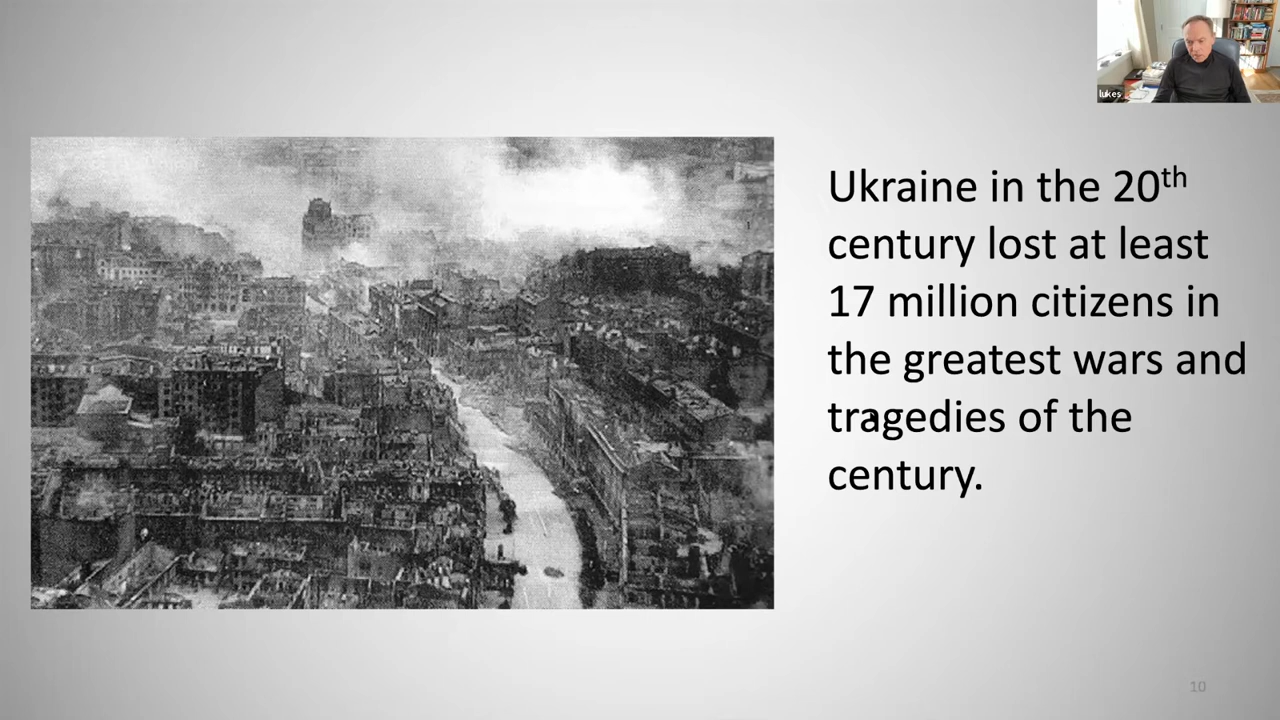 lukes
Ukraine in the 20th
century lost at least
17 million citizens in
the greatest wars and
tragedies of the
century.
10